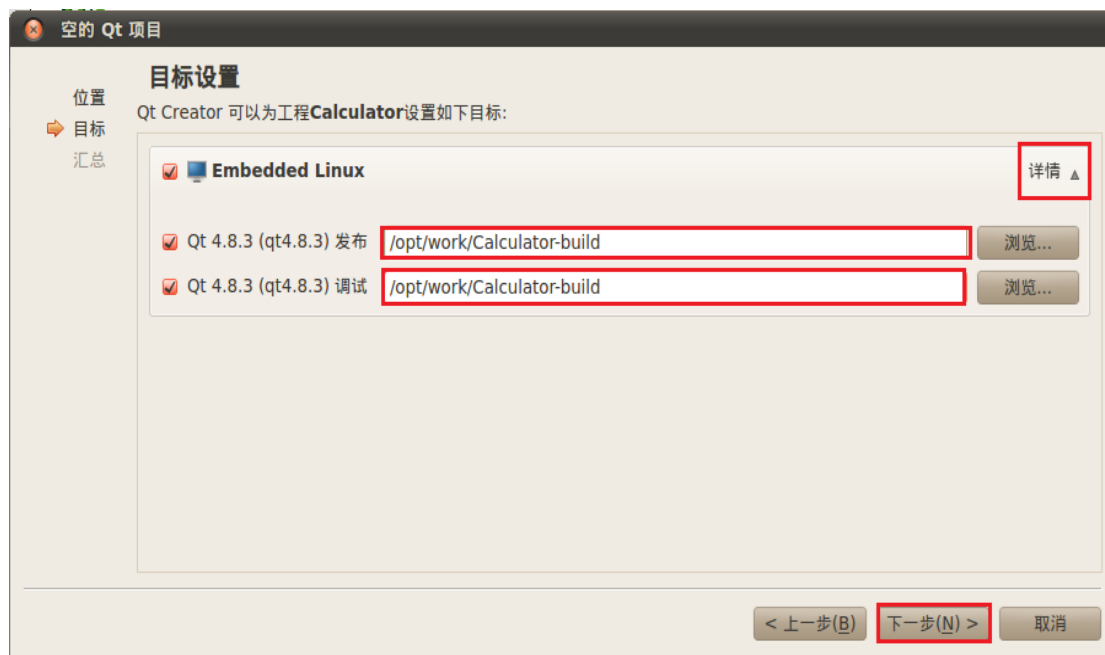 空的 Qt 项目
位置
目标
汇总
目标设置
Qt Creator 可以为工程Calculator设置如下目标:
Embedded Linux
详情
Qt 4.8.3 (qt4.8.3) 发布
/opt/work/Calculator-build
浏览...
Qt 4.8.3 (qt4.8.3) 调试
/opt/work/Calculator-build
浏览...
< 上一步(B)
下一步(N) >
取消